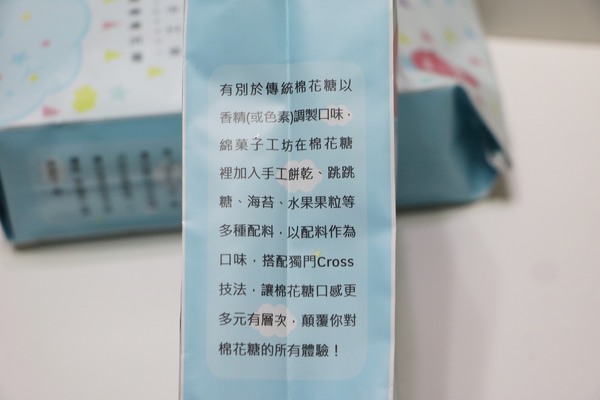 有別於傳統棉花糖以
香精(或色素)調製口味，
綿菓子工坊在棉花糖
裡加入手工餅乾、跳跳
糖、海苔、水果果粒等
多種配料，以配料作為
口味，搭配獨門Cross
技法，讓棉花糖口感更
多元有層次，顛覆你對
棉花糖的所有體驗！